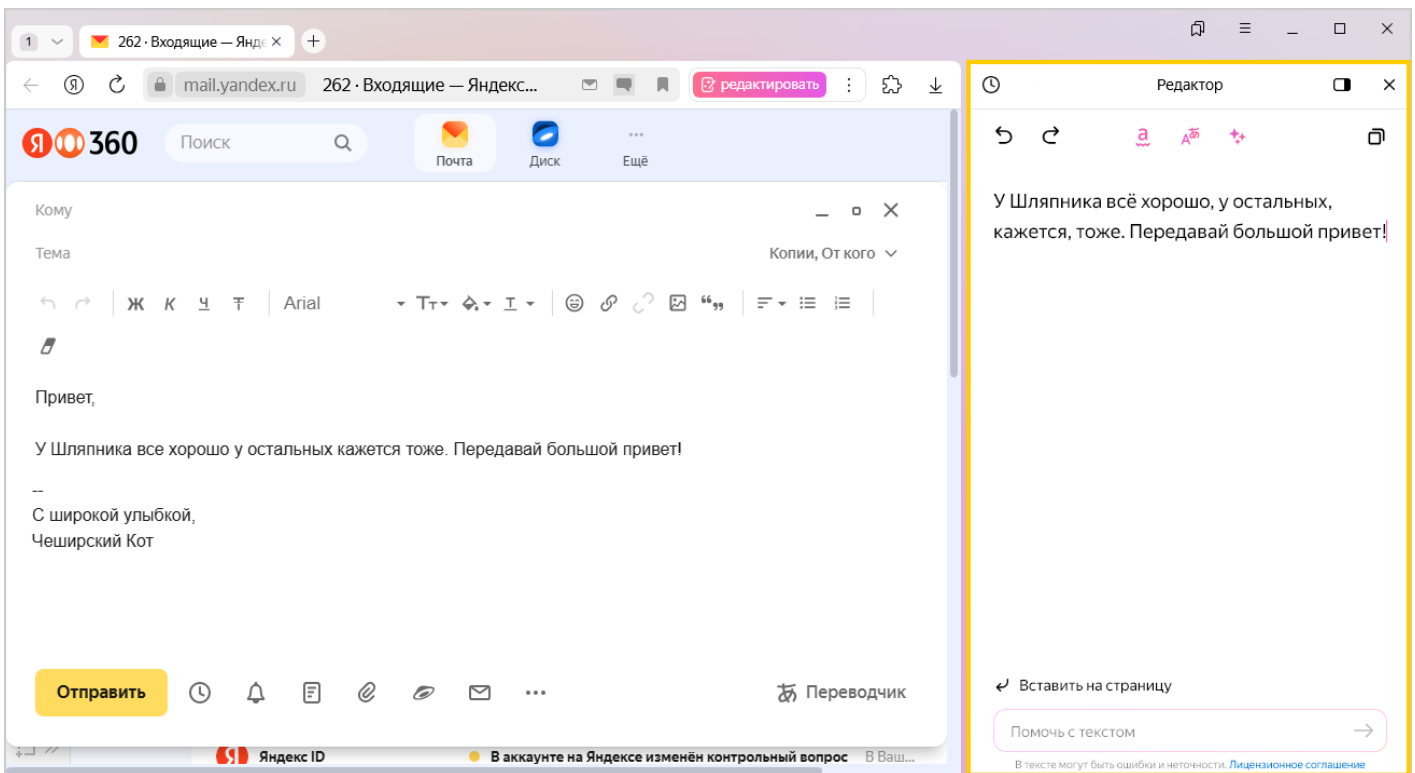 1
262 · Входящие — Янде
mail.yandex.ru 262 · Входящие — Яндекс... редактировать
Редактор
Я 360 Поиск
Почта Диск Ещё
Кому
Тема Копии, От кого
Ж К Ч Т Arial Тт Т
Привет,
У Шляпника все хорошо у остальных кажется тоже. Передавай большой привет!
--
С широкой улыбкой,
Чеширский Кот
Отправить Переводчик
Яндекс ID В аккаунте на Яндексе изменён контрольный вопрос В Ваш...
У Шляпника всё хорошо, у остальных,
кажется, тоже. Передавай большой привет!
Вставить на страницу
Помочь с текстом
В тексте могут быть ошибки и неточности. Лицензионное соглашение